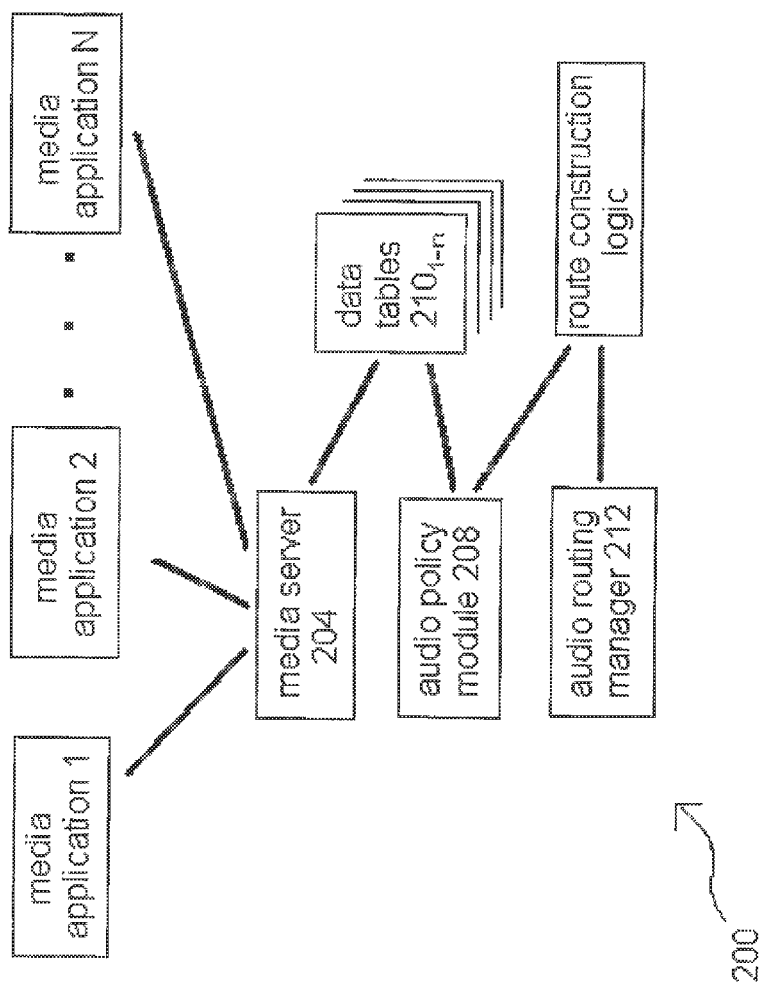 media
application 1
media
application 2
media
application N
media server
204
data
tables
210₁₋ₙ
audio policy
module 208
route construction
logic
audio routing
manager 212
200